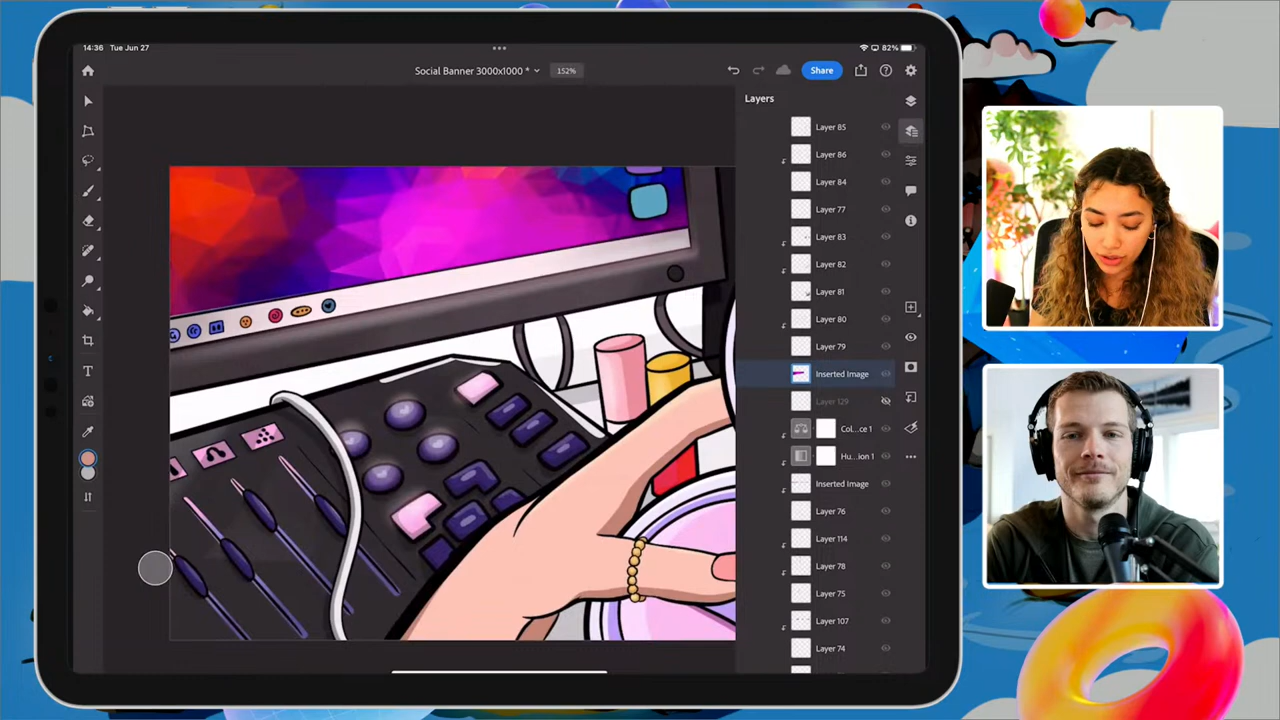 14:36 Tue Jun 27
82%
Social Banner 3000x1000 *
152%
Share
Layers
Layer 85
Layer 86
Layer 84
Layer 77
Layer 83
Layer 82
Layer 81
Layer 80
Layer 79
Inserted Image
Layer 129
Col...ce 1
Hu...ion 1
Inserted Image
Layer 76
Layer 114
Layer 78
Layer 75
Layer 107
Layer 74